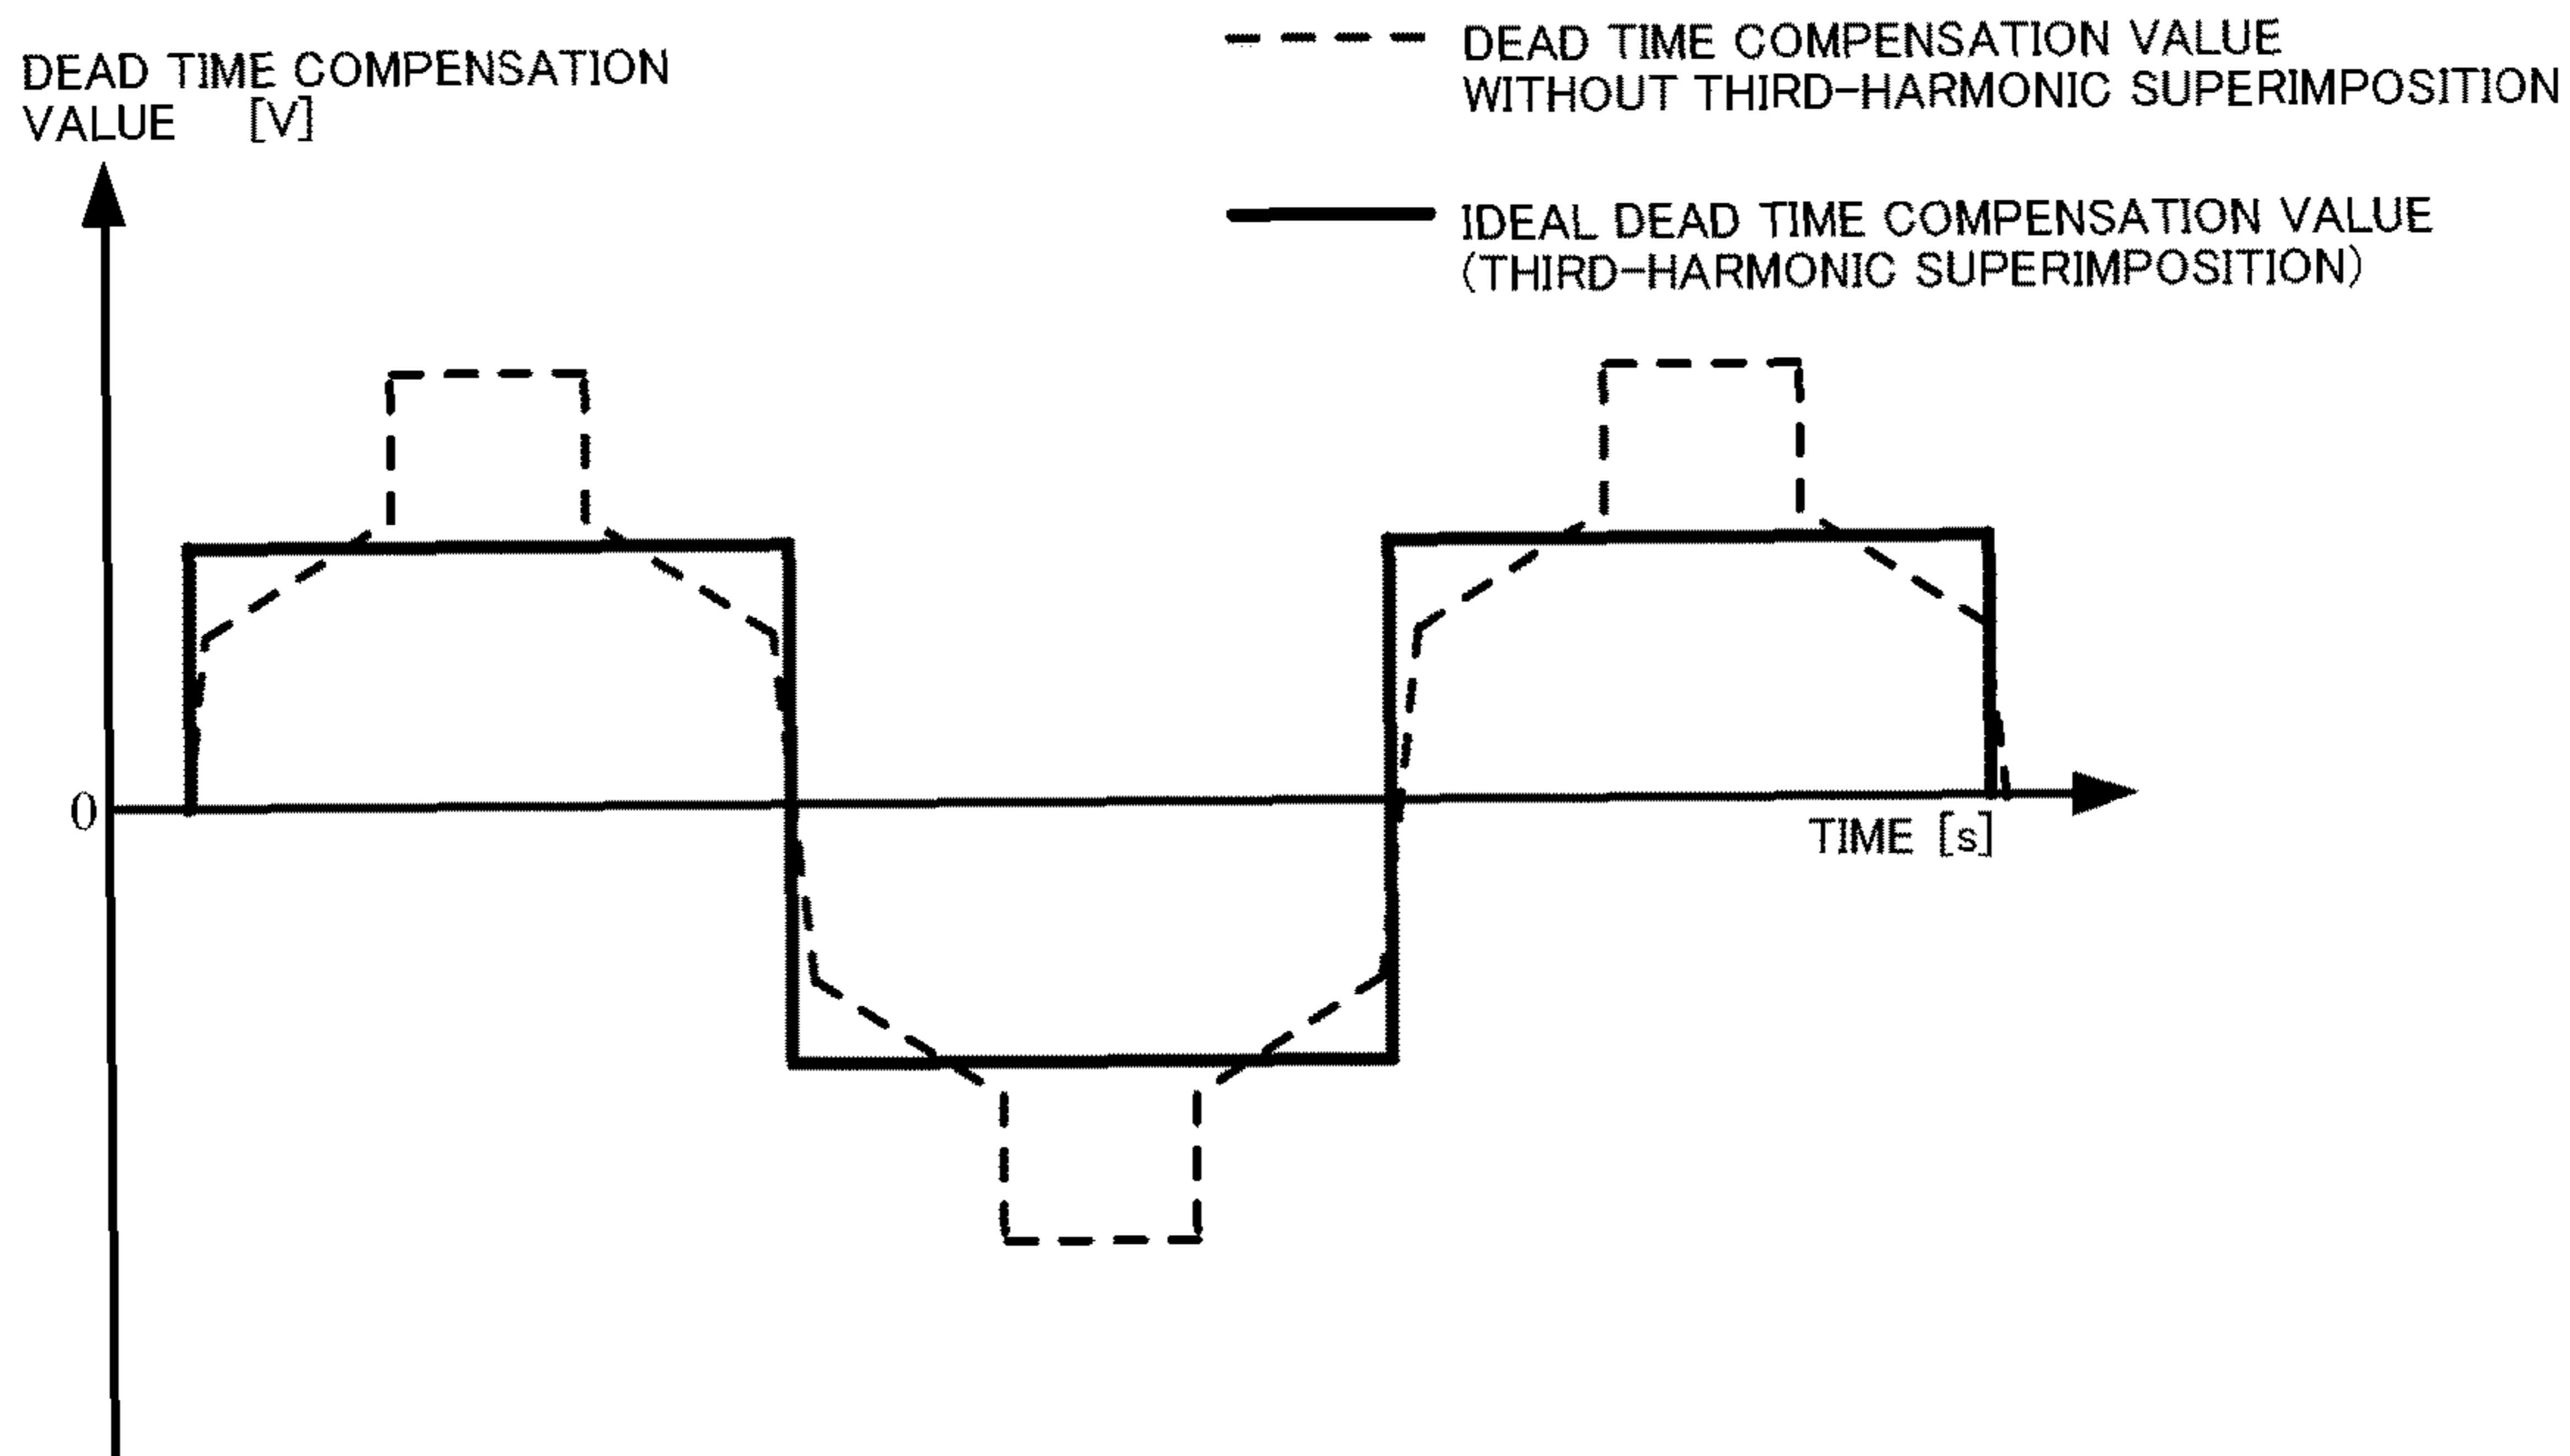 DEAD TIME COMPENSATION VALUE
WITHOUT THIRD-HARMONIC SUPERIMPOSITION
DEAD TIME COMPENSATION
VALUE [V]
IDEAL DEAD TIME COMPENSATION VALUE
(THIRD-HARMONIC SUPERIMPOSITION)
0
TIME [s]